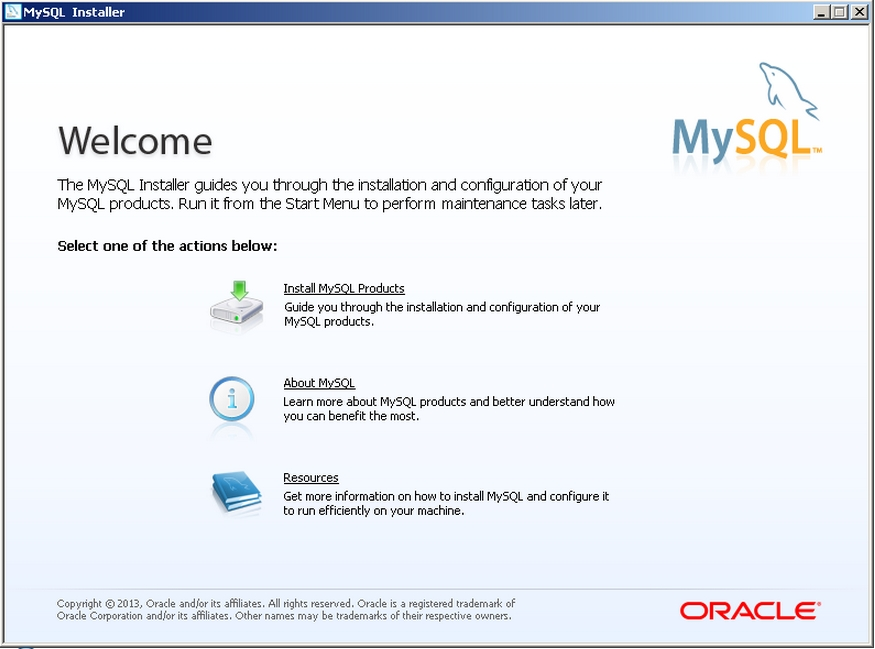 MySQL Installer
MySQL™
Welcome
The MySQL Installer guides you through the installation and configuration of your
MySQL products. Run it from the Start Menu to perform maintenance tasks later.
Select one of the actions below:
Install MySQL Products
Guide you through the installation and configuration of your
MySQL products.
About MySQL
Learn more about MySQL products and better understand how
you can benefit the most.
Resources
Get more information on how to install MySQL and configure it
to run efficiently on your machine.
Copyright © 2013, Oracle and/or its affiliates. All rights reserved. Oracle is a registered trademark of
Oracle Corporation and/or its affiliates. Other names may be trademarks of their respective owners.
ORACLE®